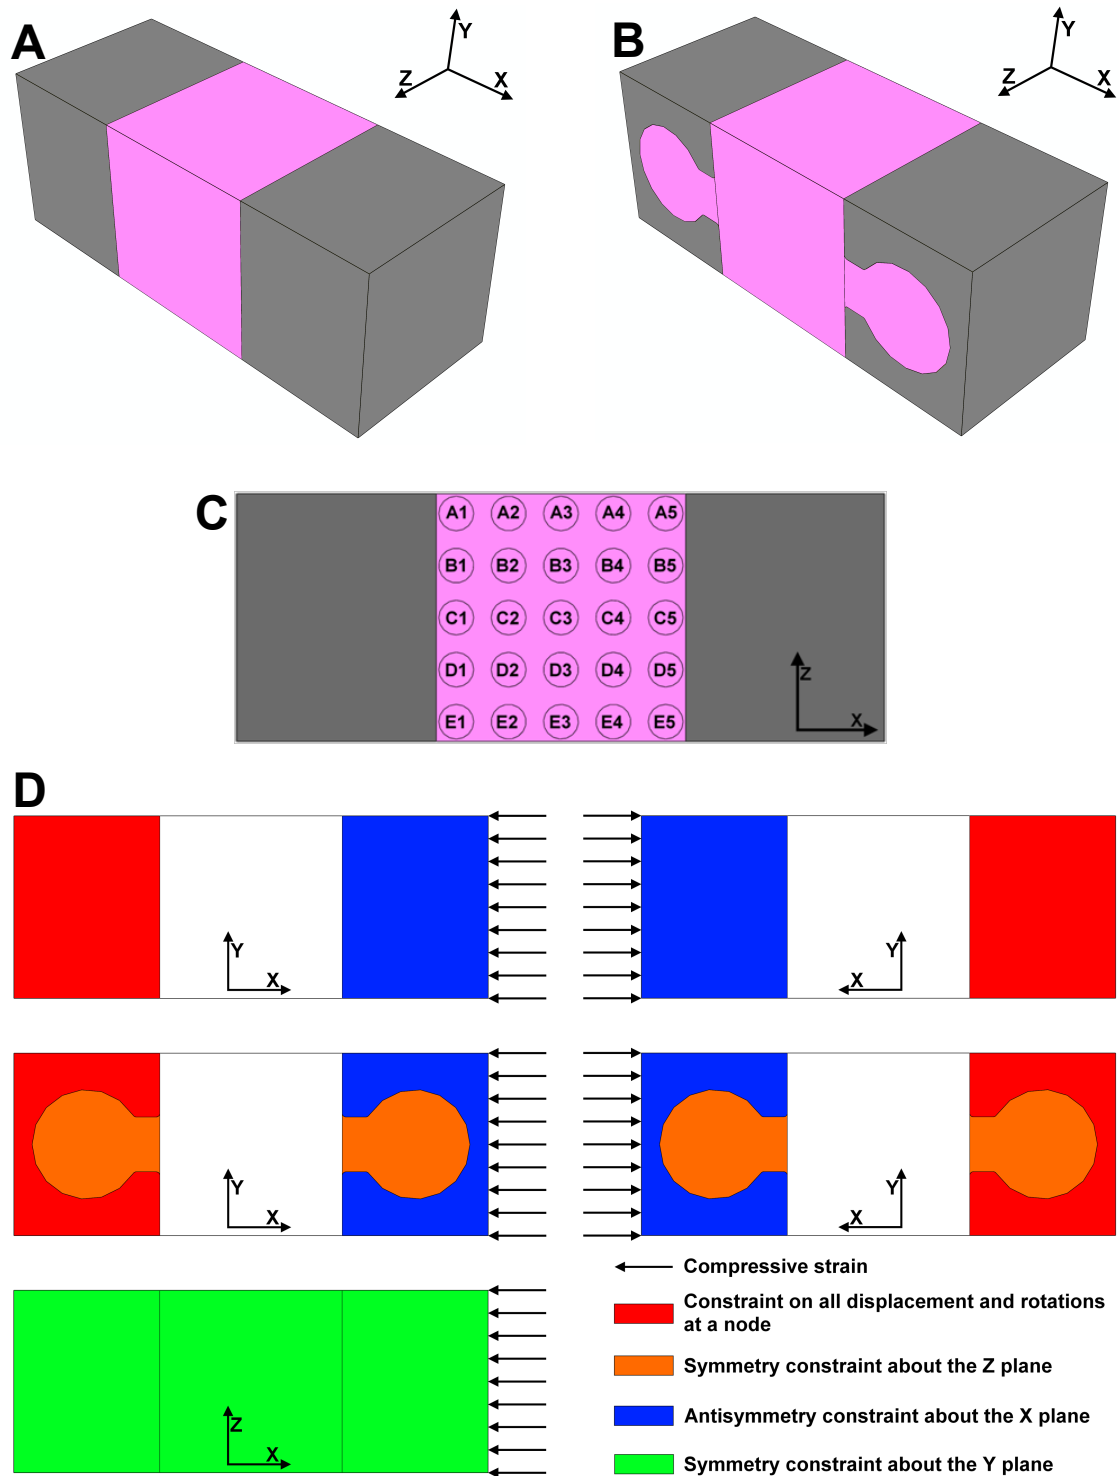 A
Y
Z
X
B
Y
Z
X
C
A1 A2 A3 A4 A5
B1 B2 B3 B4 B5
C1 C2 C3 C4 C5
D1 D2 D3 D4 D5
E1 E2 E3 E4 E5
Z
X
D
Y
X
Y
X
Y
X
Y
X
Z
X
Compressive strain
Constraint on all displacement and rotations
at a node
Symmetry constraint about the Z plane
Antisymmetry constraint about the X plane
Symmetry constraint about the Y plane